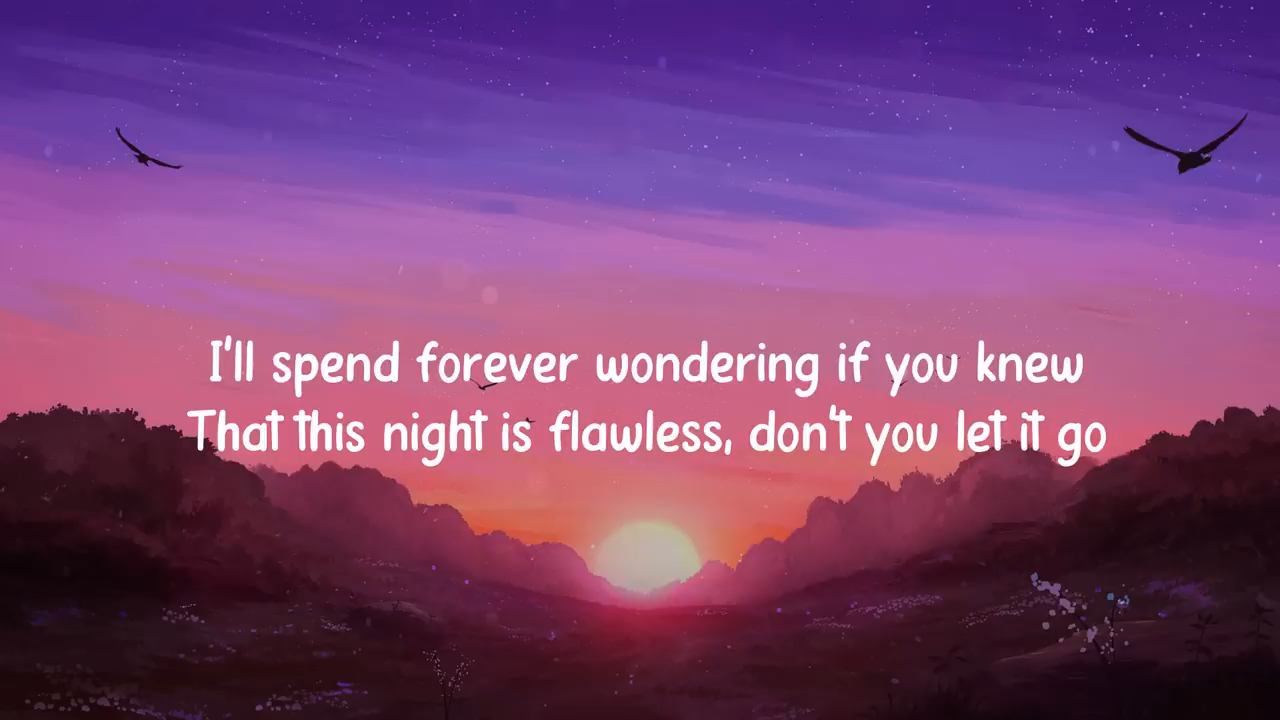 I'll spend forever wondering if you knew
That this night is flawless, don't you let it go